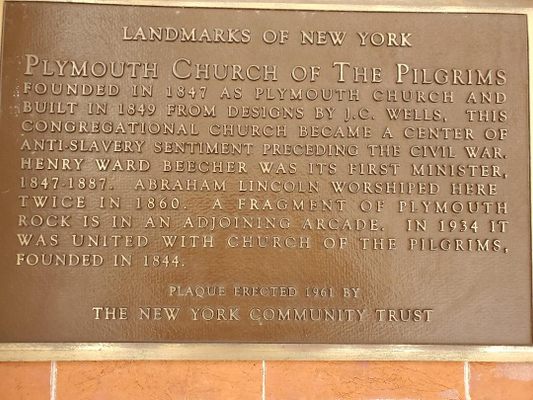 LANDMARKS OF NEW YORK
PLYMOUTH CHURCH OF THE PILGRIMS
FOUNDED IN 1847 AS PLYMOUTH CHURCH AND
BUILT IN 1849 FROM DESIGNS BY J.C. WELLS, THIS
CONGREGATIONAL CHURCH BECAME A CENTER OF
ANTI-SLAVERY SENTIMENT PRECEDING THE CIVIL WAR.
HENRY WARD BEECHER WAS ITS FIRST MINISTER,
1847-1887. ABRAHAM LINCOLN WORSHIPED HERE
TWICE IN 1860. A FRAGMENT OF PLYMOUTH
ROCK IS IN AN ADJOINING ARCADE. IN 1934 IT
WAS UNITED WITH CHURCH OF THE PILGRIMS,
FOUNDED IN 1844.
PLAQUE ERECTED 1961 BY
THE NEW YORK COMMUNITY TRUST